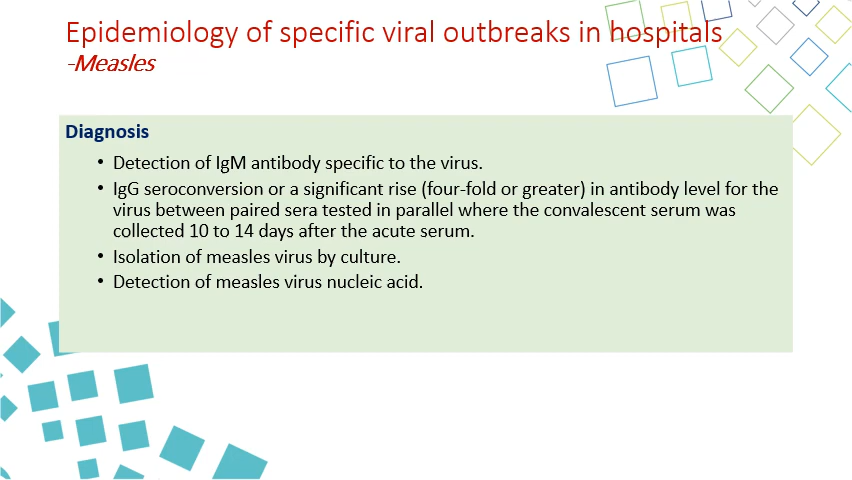 Epidemiology of specific viral outbreaks in hospitals
-Measles
Diagnosis
• Detection of IgM antibody specific to the virus.
• IgG seroconversion or a significant rise (four-fold or greater) in antibody level for the
virus between paired sera tested in parallel where the convalescent serum was
collected 10 to 14 days after the acute serum.
• Isolation of measles virus by culture.
• Detection of measles virus nucleic acid.